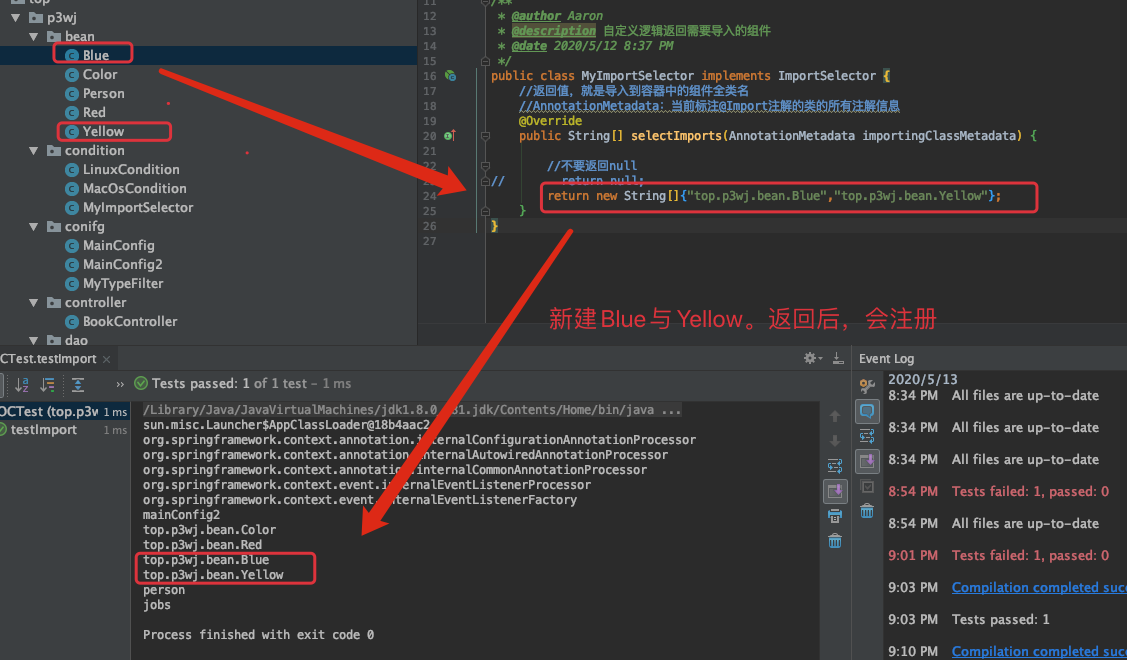 top
p3wj
bean
Blue
Color
Person
Red
Yellow
condition
LinuxCondition
MacOsCondition
MyImportSelector
conifg
MainConfig
MainConfig2
MyTypeFilter
controller
BookController
dao
11 /**
12 * @author Aaron
13 * @description 自定义逻辑返回需要导入的组件
14 * @date 2020/5/12 8:37 PM
15 */
16 public class MyImportSelector implements ImportSelector {
17 //返回值，就是导入到容器中的组件全类名
18 //AnnotationMetadata：当前标注@Import注解的类的所有注解信息
19 @Override
20 public String[] selectImports(AnnotationMetadata importingClassMetadata) {
21
22 //不要返回null
// return null;
24 return new String[]{"top.p3wj.bean.Blue","top.p3wj.bean.Yellow"};
25 }
26 }
27
新建Blue与Yellow。返回后，会注册
CTest.testImport ×
Tests passed: 1 of 1 test – 1 ms
OCTest (top.p3w 1 ms
testImport 1 ms
/Library/Java/JavaVirtualMachines/jdk1.8.0_ 81.jdk/Contents/Home/bin/java ...
sun.misc.Launcher$AppClassLoader@18b4aac2
org.springframework.context.annotation.internalConfigurationAnnotationProcessor
org.springframework.context.annotation.internalAutowiredAnnotationProcessor
org.springframework.context.annotation.internalCommonAnnotationProcessor
org.springframework.context.event.internalEventListenerProcessor
org.springframework.context.event.internalEventListenerFactory
mainConfig2
top.p3wj.bean.Color
top.p3wj.bean.Red
top.p3wj.bean.Blue
top.p3wj.bean.Yellow
person
jobs
Process finished with exit code 0
Event Log
2020/5/13
8:34 PM All files are up-to-date
8:34 PM All files are up-to-date
8:34 PM All files are up-to-date
8:54 PM Tests failed: 1, passed: 0
8:54 PM All files are up-to-date
9:01 PM Tests failed: 1, passed: 0
9:03 PM Compilation completed succ
9:03 PM Tests passed: 1
9:10 PM Compilation completed succ